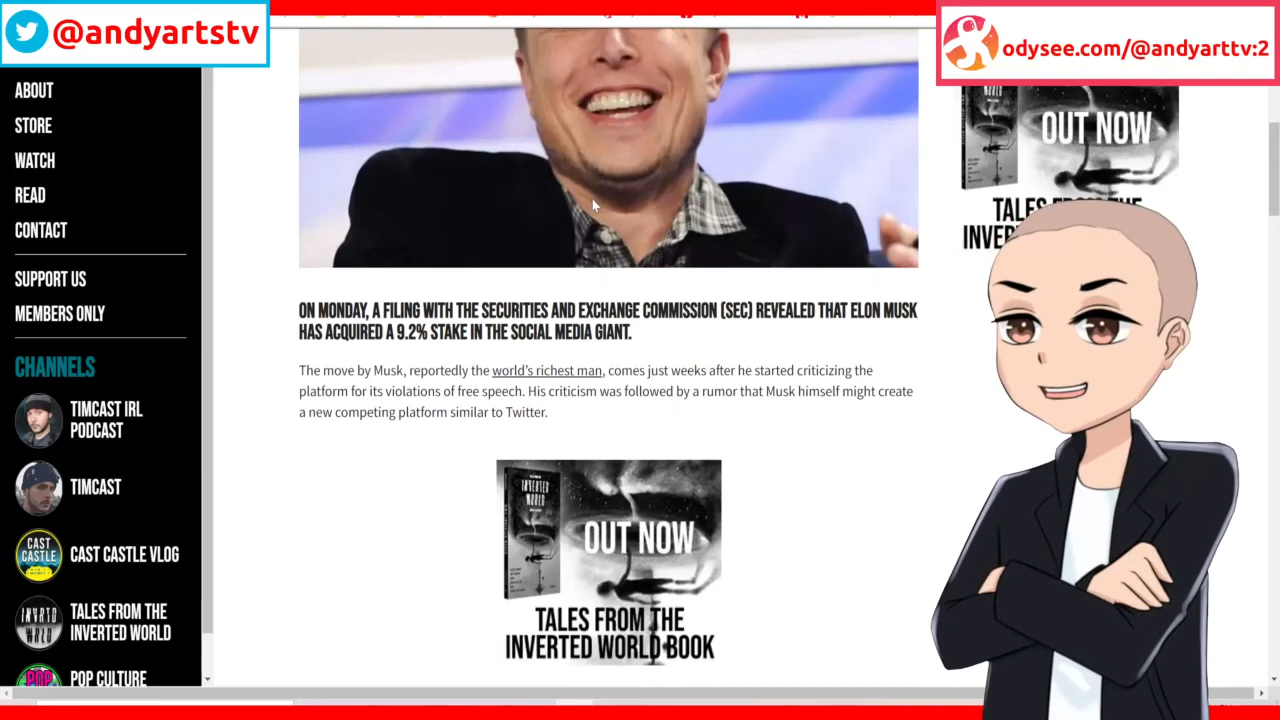 @andyartstv
odysee.com/@andyarttv:2
ABOUT
STORE
WATCH
READ
CONTACT
SUPPORT US
MEMBERS ONLY
CHANNELS
TIMCAST IRL
PODCAST
TIMCAST
CAST CASTLE VLOG
TALES FROM THE
INVERTED WORLD
POP CULTURE
CAST
CASTLE
ON MONDAY, A FILING WITH THE SECURITIES AND EXCHANGE COMMISSION (SEC) REVEALED THAT ELON MUSK
HAS ACQUIRED A 9.2% STAKE IN THE SOCIAL MEDIA GIANT.
The move by Musk, reportedly the world's richest man, comes just weeks after he started criticizing the
platform for its violations of free speech. His criticism was followed by a rumor that Musk himself might create
a new competing platform similar to Twitter.
INVERTED
WORLD
OUT NOW
TALES FROM THE
INVERTED WORLD BOOK
OUT NOW